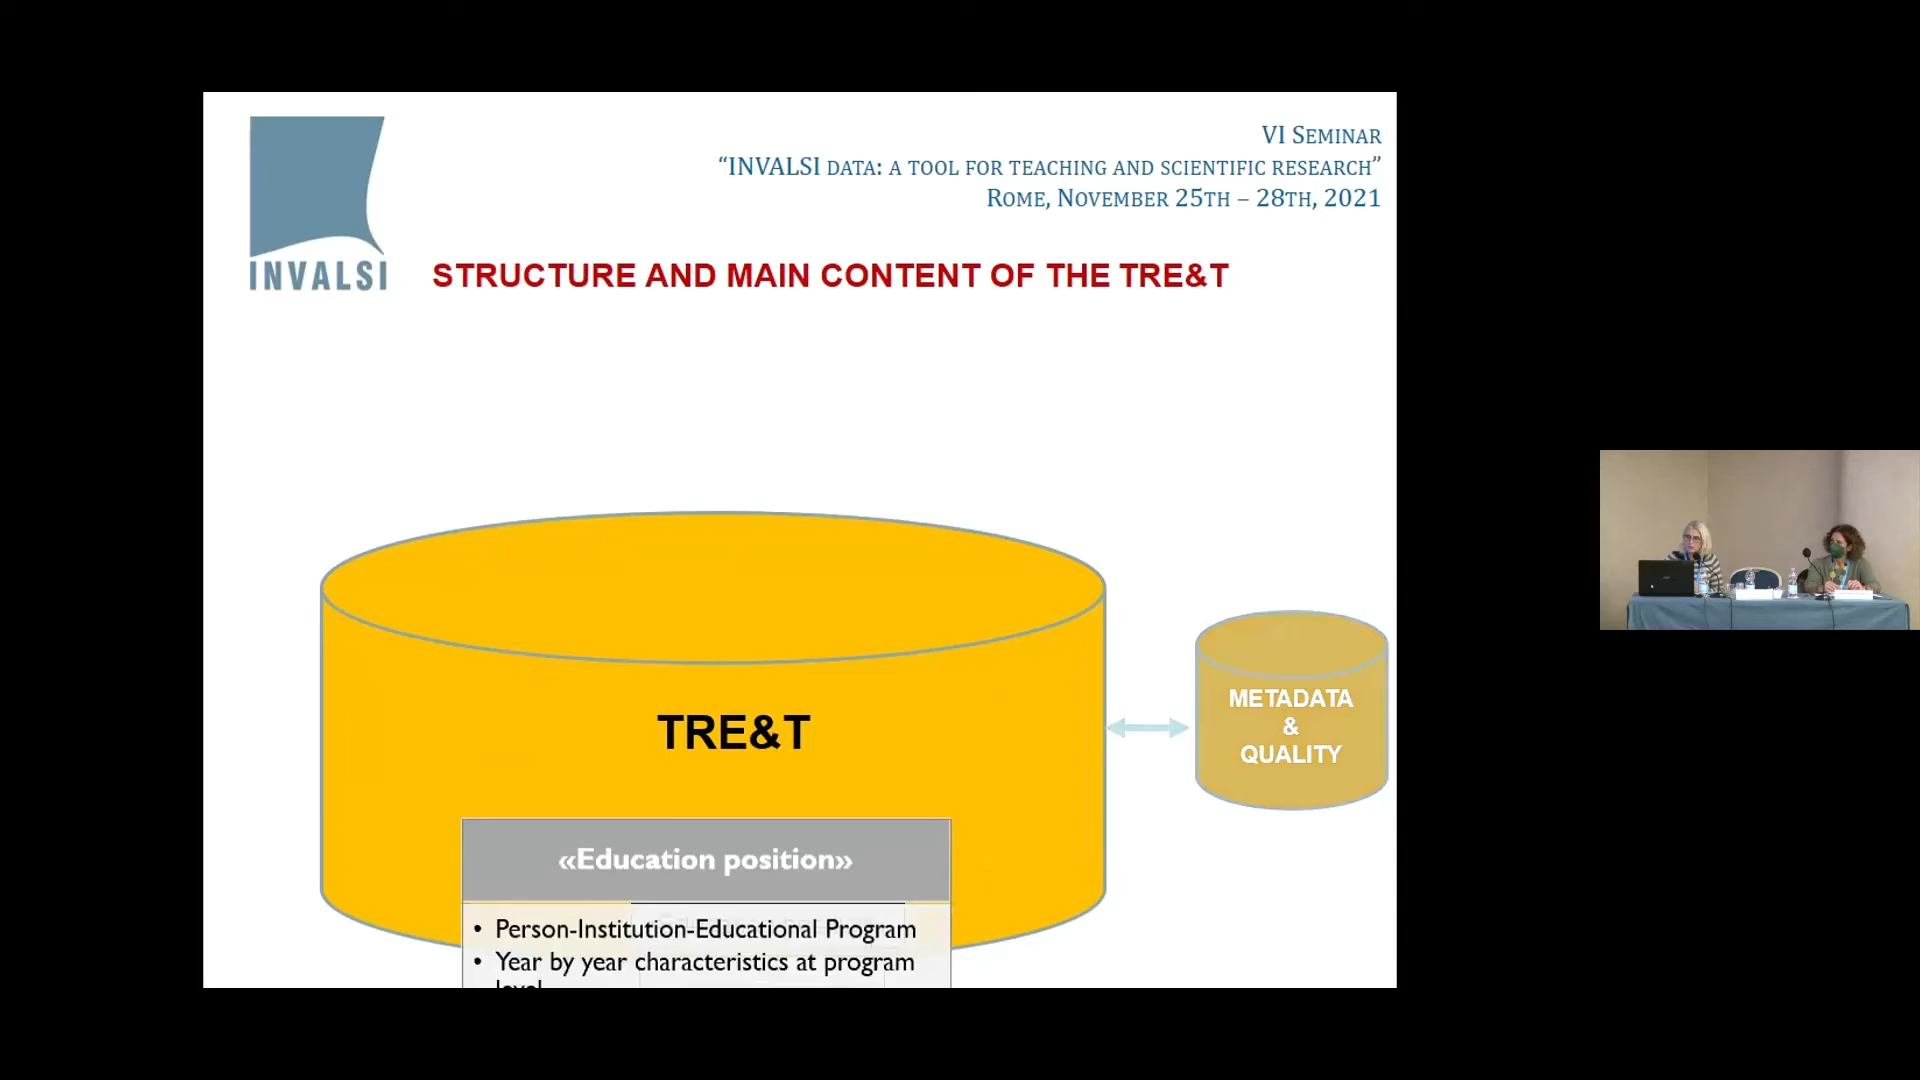 VI SEMINAR
“INVALSI DATA: A TOOL FOR TEACHING AND SCIENTIFIC RESEARCH”
ROME, NOVEMBER 25TH – 28TH, 2021
INVALSI
STRUCTURE AND MAIN CONTENT OF THE TRE&T
TRE&T
METADATA
&
QUALITY
«Education position»
• Person-Institution-Educational Program
• Year by year characteristics at program
level